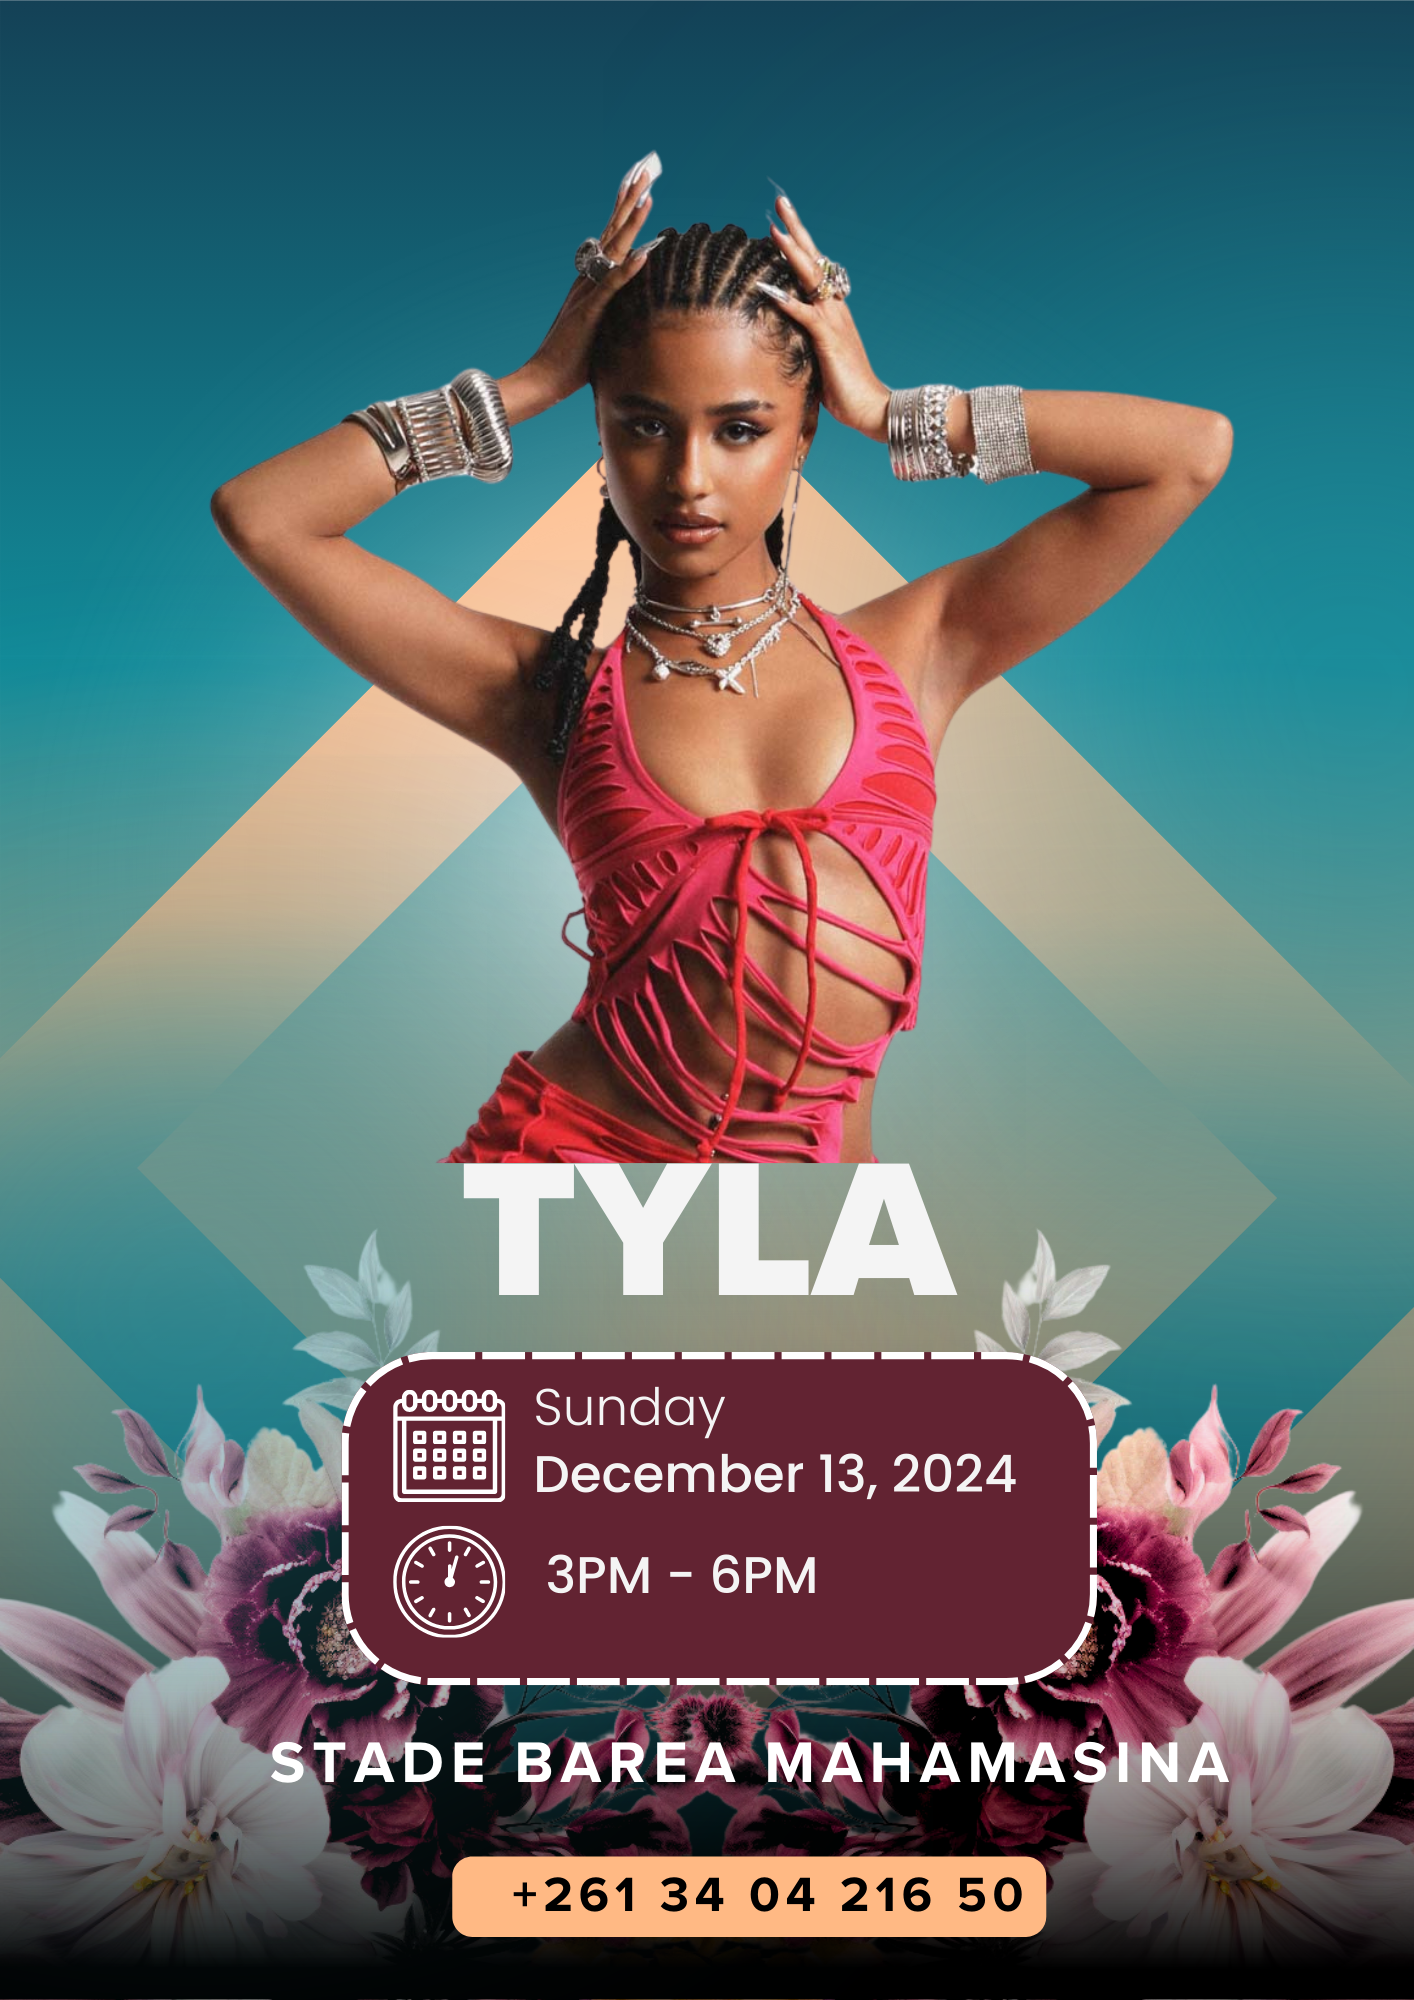 TYLA
Sunday
December 13, 2024
3PM - 6PM
STADE BAREA MAHAMASINA
+261 34 04 216 50